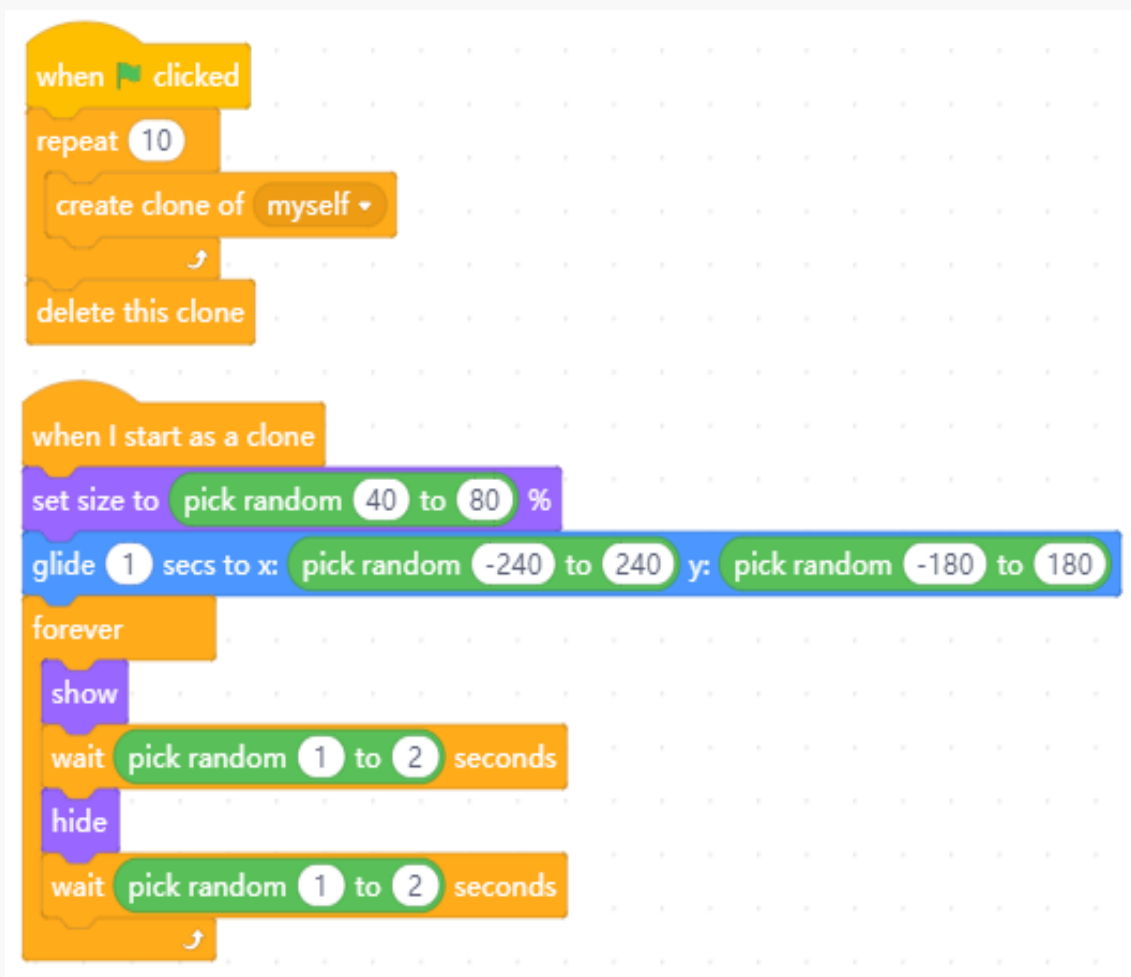 when clicked
repeat 10
create clone of myself
delete this clone
when I start as a clone
set size to pick random 40 to 80 %
glide 1 secs to x: pick random -240 to 240 y: pick random -180 to 180
forever
show
wait pick random 1 to 2 seconds
hide
wait pick random 1 to 2 seconds